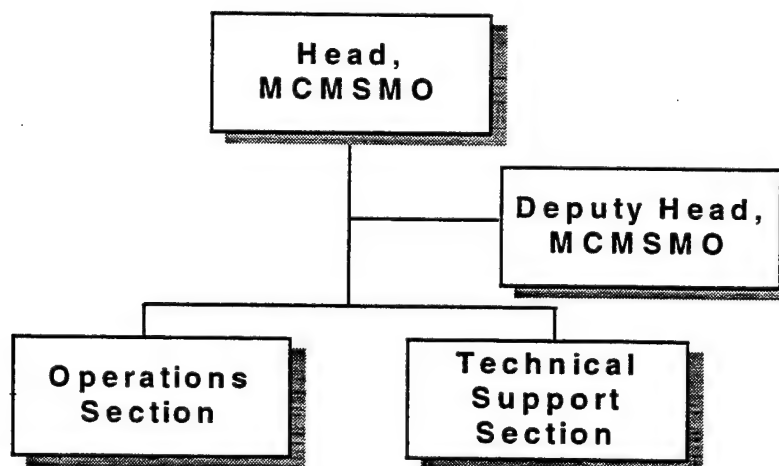 Head,
MCMSMO
Deputy Head,
MCMSMO
Operations
Section
Technical
Support
Section